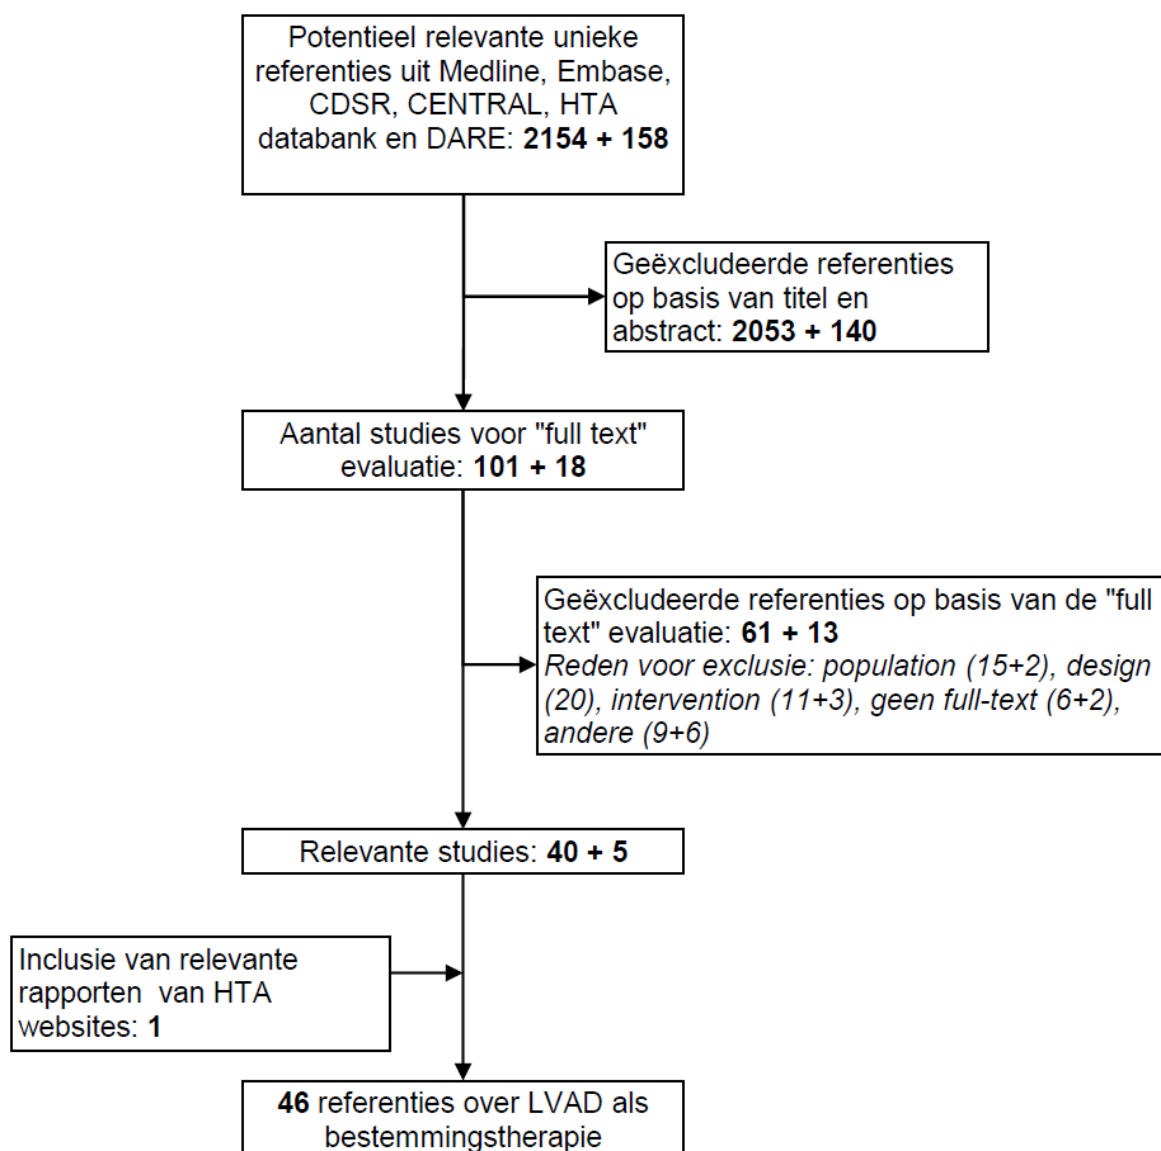 Potentieel relevante unieke
referenties uit Medline, Embase,
CDSR, CENTRAL, HTA
databank en DARE: 2154 + 158
Geëxcludeerde referenties
op basis van titel en
abstract: 2053 + 140
Aantal studies voor "full text"
evaluatie: 101 + 18
Geëxcludeerde referenties op basis van de "full
text" evaluatie: 61 + 13
Reden voor exclusie: population (15+2), design
(20), intervention (11+3), geen full-text (6+2),
andere (9+6)
Relevante studies: 40 + 5
Inclusie van relevante
rapporten van HTA
websites: 1
46 referenties over LVAD als
bestemmingstherapie